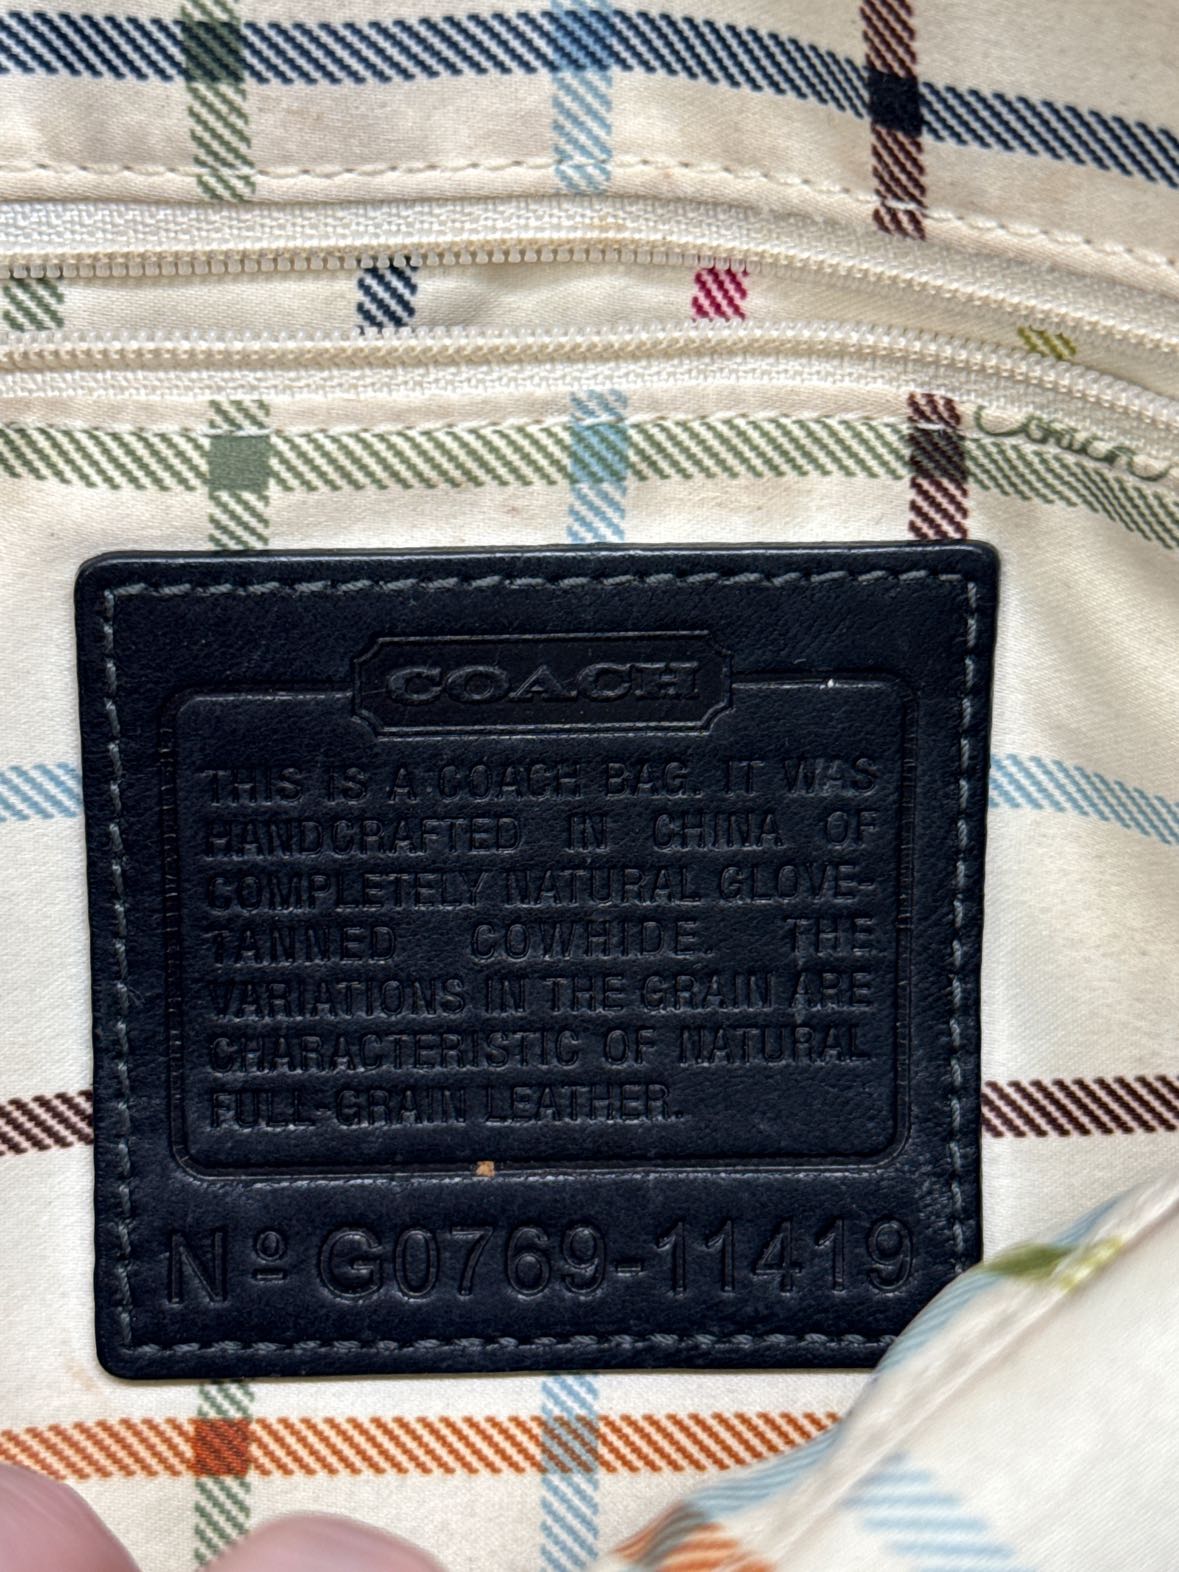 Coach
COACH
THIS IS A COACH BAG. IT WAS
HANDCRAFTED IN CHINA OF
COMPLETELY NATURAL GLOVE-
TANNED COWHIDE. THE
VARIATIONS IN THE GRAIN ARE
CHARACTERISTIC OF NATURAL
FULL-GRAIN LEATHER.
Nº G0769-11419